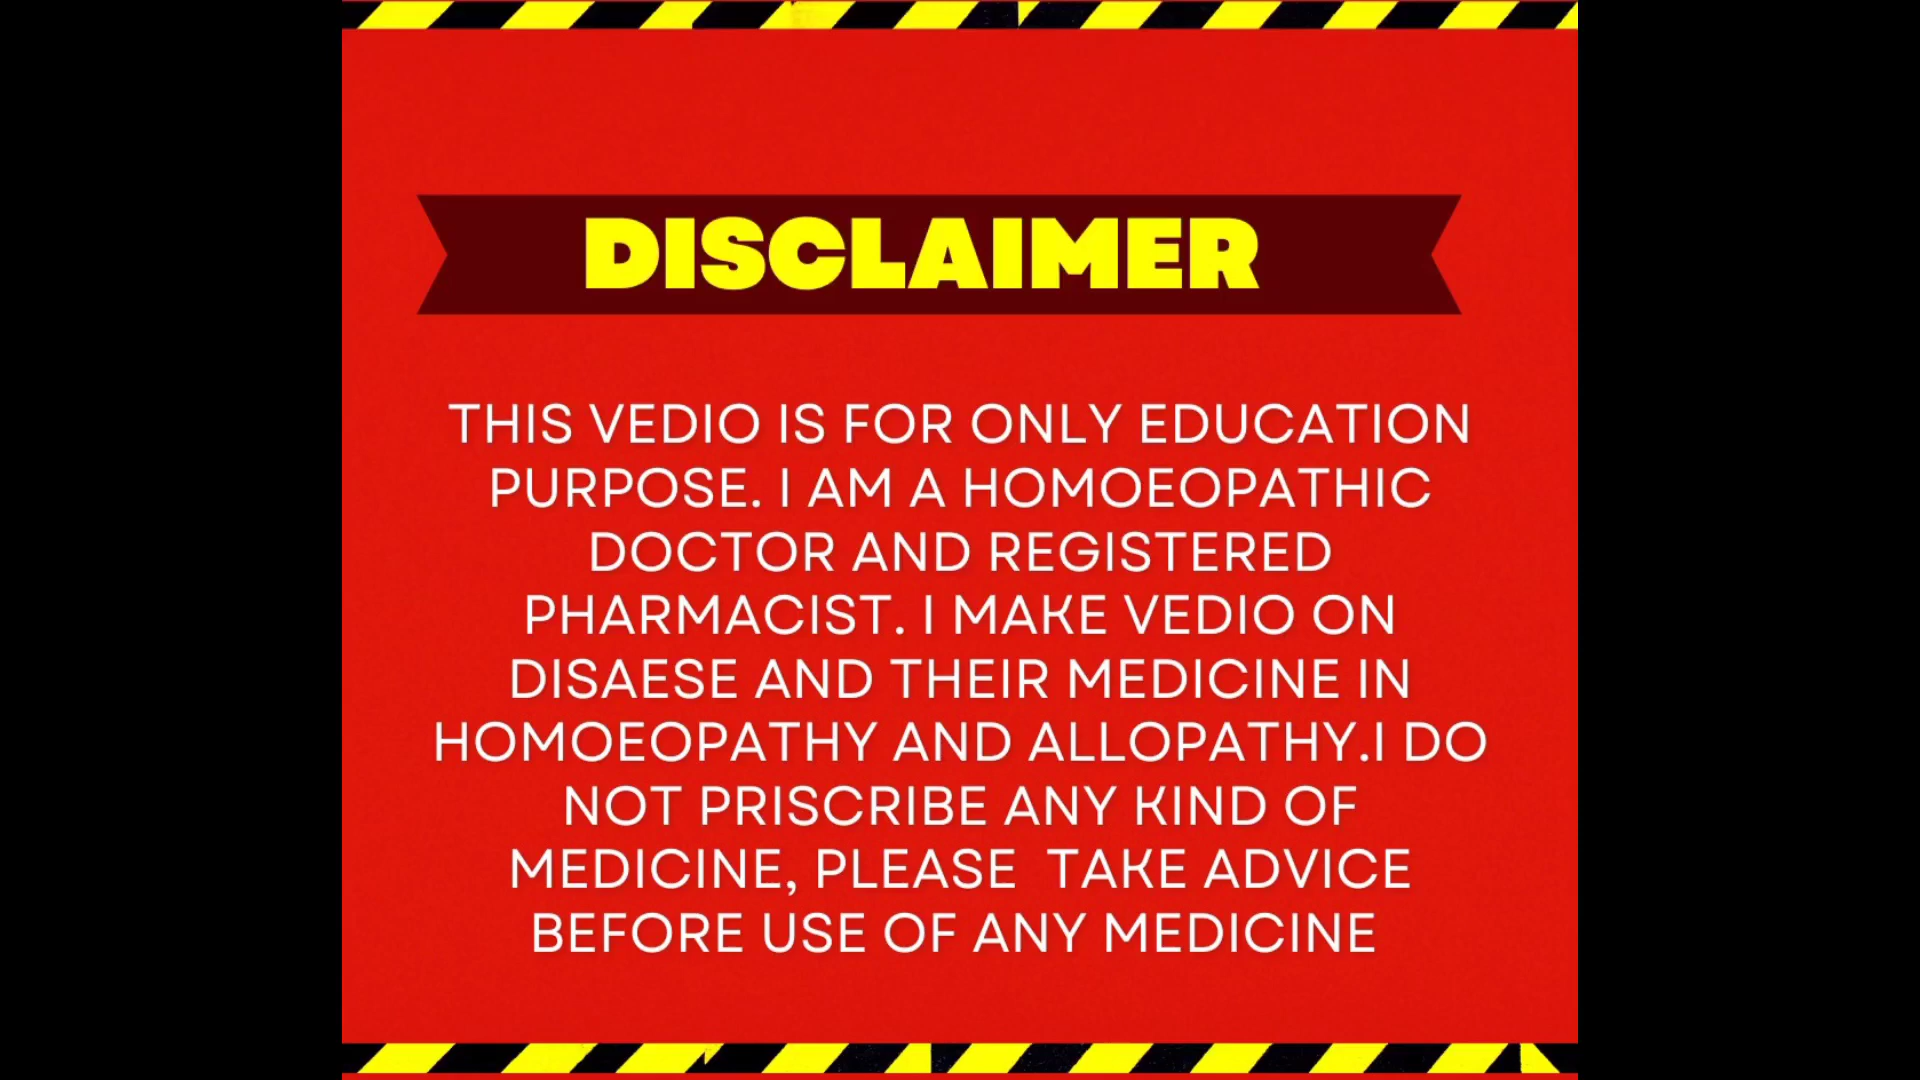 DISCLAIMER
THIS VEDIO IS FOR ONLY EDUCATION
PURPOSE. I AM A HOMOEOPATHIC
DOCTOR AND REGISTERED
PHARMACIST. I MAKE VEDIO ON
DISAESE AND THEIR MEDICINE IN
HOMOEOPATHY AND ALLOPATHY.I DO
NOT PRISCRIBE ANY KIND OF
MEDICINE, PLEASE  TAKE ADVICE
BEFORE USE OF ANY MEDICINE